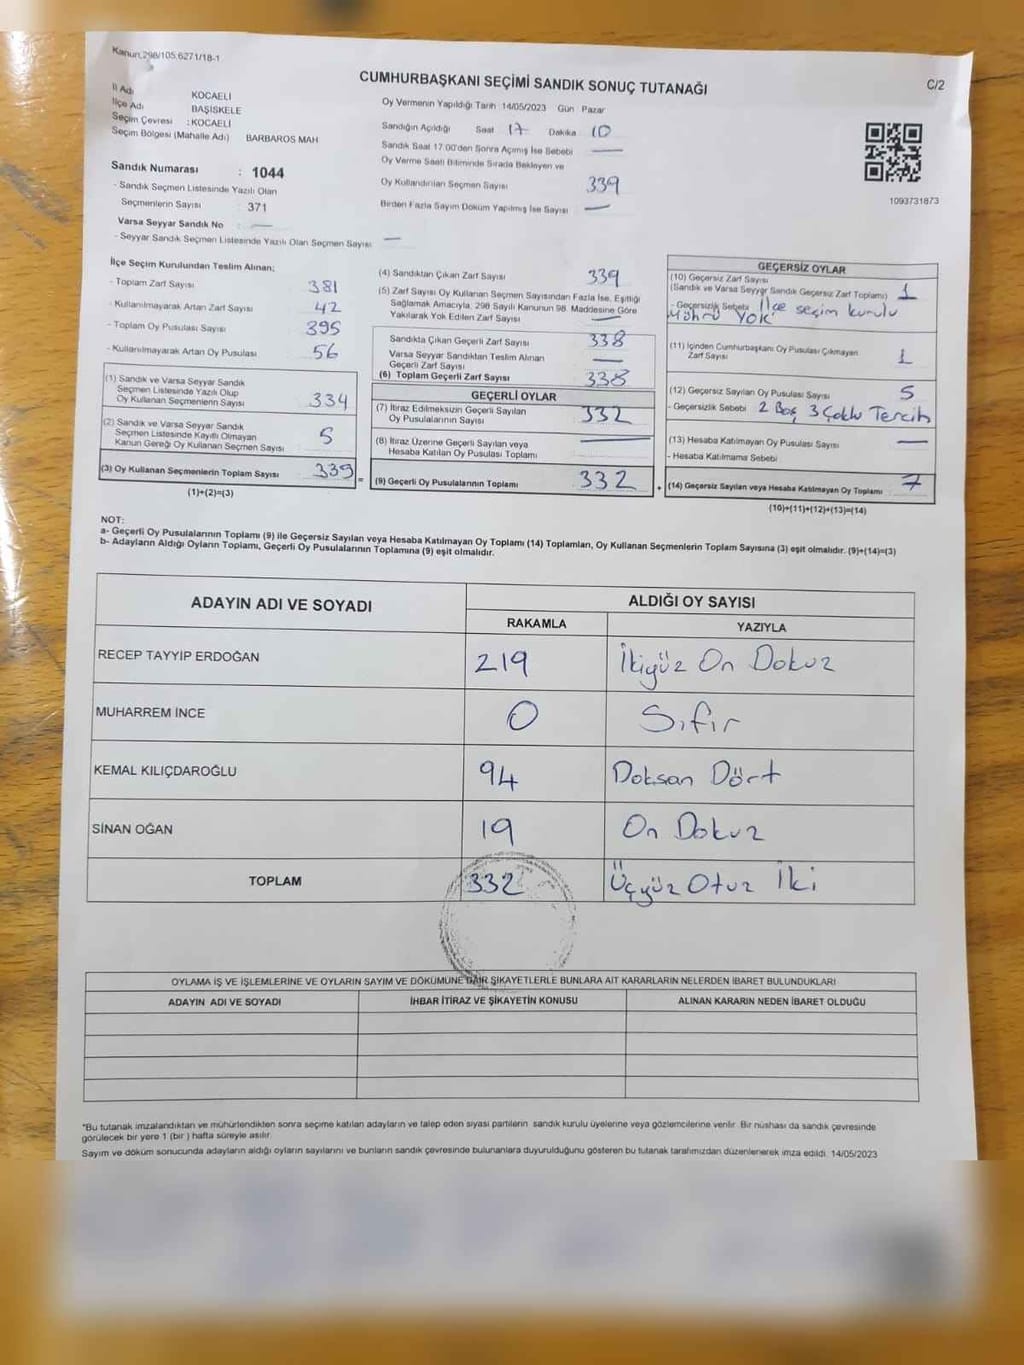 Kanun.298/105.6271/18-1
CUMHURBAŞKANI SEÇİMİ SANDIK SONUÇ TUTANAĞI
C/2
İl Adı KOCAELİ
İlçe Adı BAŞİSKELE
Seçim Çevresi : KOCAELİ
Seçim Bölgesi (Mahalle Adı) BARBAROS MAH
Sandık Numarası : 1044
- Sandık Seçmen Listesinde Yazılı Olan
Seçmenlerin Sayısı : 371
Varsa Seyyar Sandık No : —
- Seyyar Sandık Seçmen Listesinde Yazılı Olan Seçmen Sayısı —
Oy Vermenin Yapıldığı Tarih 14/05/2023 Gün Pazar
Sandığın Açıldığı Saat 17 Dakika 10
Sandık Saat 17.00'den Sonra Açımış İse Sebebi —
Oy Verme Saati Bitiminde Sırada Bekleyen ve
Oy Kullandırılan Seçmen Sayısı 339
Birden Fazla Sayım Döküm Yapılmış İse Sayısı —
1093731873
İlçe Seçim Kurulundan Teslim Alınan;
- Toplam Zarf Sayısı 381
- Kullanılmayarak Artan Zarf Sayısı 42
- Toplam Oy Pusulası Sayısı 395
- Kullanılmayarak Artan Oy Pusulası 56
(1) Sandık ve Varsa Seyyar Sandık
Seçmen Listesinde Yazılı Olup
Oy Kullanan Seçmenlerin Sayısı 334
(2) Sandık ve Varsa Seyyar Sandık
Seçmen Listesinde Kayıtlı Olmayan
Kanun Gereği Oy Kullanan Seçmen Sayısı 5
(3) Oy Kullanan Seçmenlerin Toplam Sayısı 339 =
(1)+(2)=(3)
(4) Sandıktan Çıkan Zarf Sayısı 339
(5) Zarf Sayısı Oy Kullanan Seçmen Sayısından Fazla İse, Eşitliği
Sağlamak Amacıyla, 298 Sayılı Kanunun 98. Maddesine Göre
Yakılarak Yok Edilen Zarf Sayısı —
Sandıkta Çıkan Geçerli Zarf Sayısı 338
Varsa Seyyar Sandıktan Teslim Alınan
Geçerli Zarf Sayısı —
(6) Toplam Geçerli Zarf Sayısı 338
GEÇERLİ OYLAR
(7) İtiraz Edilmeksizin Geçerli Sayılan
Oy Pusulalarının Sayısı 332
(8) İtiraz Üzerine Geçerli Sayılan veya
Hesaba Katılan Oy Pusulası Toplamı —
(9) Geçerli Oy Pusulalarının Toplamı 332 +
GEÇERSİZ OYLAR
(10) Geçersiz Zarf Sayısı
(Sandık ve Varsa Seyyar Sandık Geçersiz Zarf Toplamı) 1
- Geçersizlik Sebebi İlçe seçim kurulu
Mührü YOK
(11) İçinden Cumhurbaşkanı Oy Pusulası Çıkmayan
Zarf Sayısı 1
(12) Geçersiz Sayılan Oy Pusulası Sayısı 5
- Geçersizlik Sebebi 2 Boş 3 Çoklu Tercih
(13) Hesaba Katılmayan Oy Pusulası Sayısı —
- Hesaba Katılmama Sebebi
(14) Geçersiz Sayılan veya Hesaba Katılmayan Oy Toplamı 7
(10)+(11)+(12)+(13)=(14)
NOT:
a- Geçerli Oy Pusulalarının Toplamı (9) ile Geçersiz Sayılan veya Hesaba Katılmayan Oy Toplamı (14) Toplamları, Oy Kullanan Seçmenlerin Toplam Sayısına (3) eşit olmalıdır. (9)+(14)=(3)
b- Adayların Aldığı Oyların Toplamı, Geçerli Oy Pusulalarının Toplamına (9) eşit olmalıdır.
ADAYIN ADI VE SOYADI ALDIĞI OY SAYISI
RAKAMLA YAZIYLA
RECEP TAYYİP ERDOĞAN 219 İkiyüz On Dokuz
MUHARREM İNCE 0 Sıfır
KEMAL KILIÇDAROĞLU 94 Doksan Dört
SİNAN OĞAN 19 On Dokuz
TOPLAM 332 Üçyüz Otuz İki
OYLAMA İŞ VE İŞLEMLERİNE VE OYLARIN SAYIM VE DÖKÜMÜNE DAİR ŞİKAYETLERLE BUNLARA AİT KARARLARIN NELERDEN İBARET BULUNDUKLARI
ADAYIN ADI VE SOYADI İHBAR İTİRAZ VE ŞİKAYETİN KONUSU ALINAN KARARIN NEDEN İBARET OLDUĞU
*Bu tutanak imzalandıktan ve mühürlendikten sonra seçime katılan adayların ve talep eden siyasi partilerin sandık kurulu üyelerine veya gözlemcilerine verilir. Bir nüshası da sandık çevresinde
görülecek bir yere 1 (bir ) hafta süreyle asılır.
Sayım ve döküm sonucunda adayların aldığı oyların sayılarını ve bunların sandık çevresinde bulunanlara duyurulduğunu gösteren bu tutanak tarafımızdan düzenlenerek imza edildi. 14/05/2023